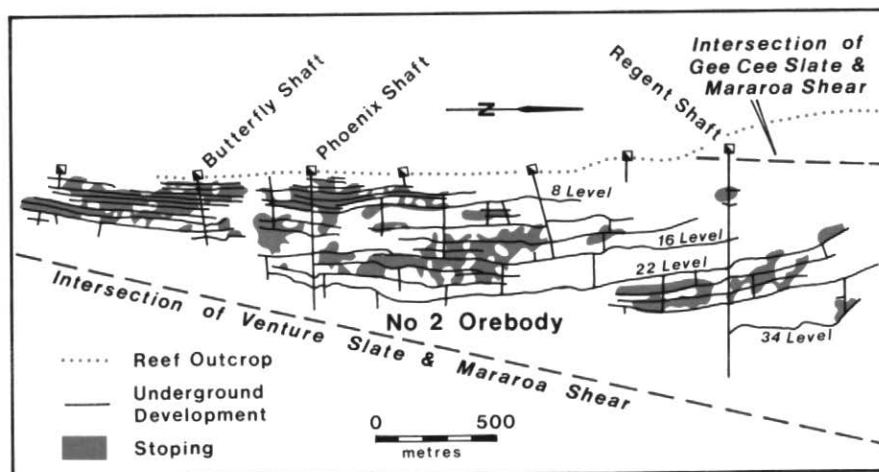 Butterfly Shaft
Phoenix Shaft
Regent Shaft
Intersection of
Gee Cee Slate &
Mararoa Shear
N
8 Level
16 Level
22 Level
34 Level
No 2 Orebody
Intersection of Venture Slate & Mararoa Shear
Reef Outcrop
Underground
Development
Stoping
0 500
metres